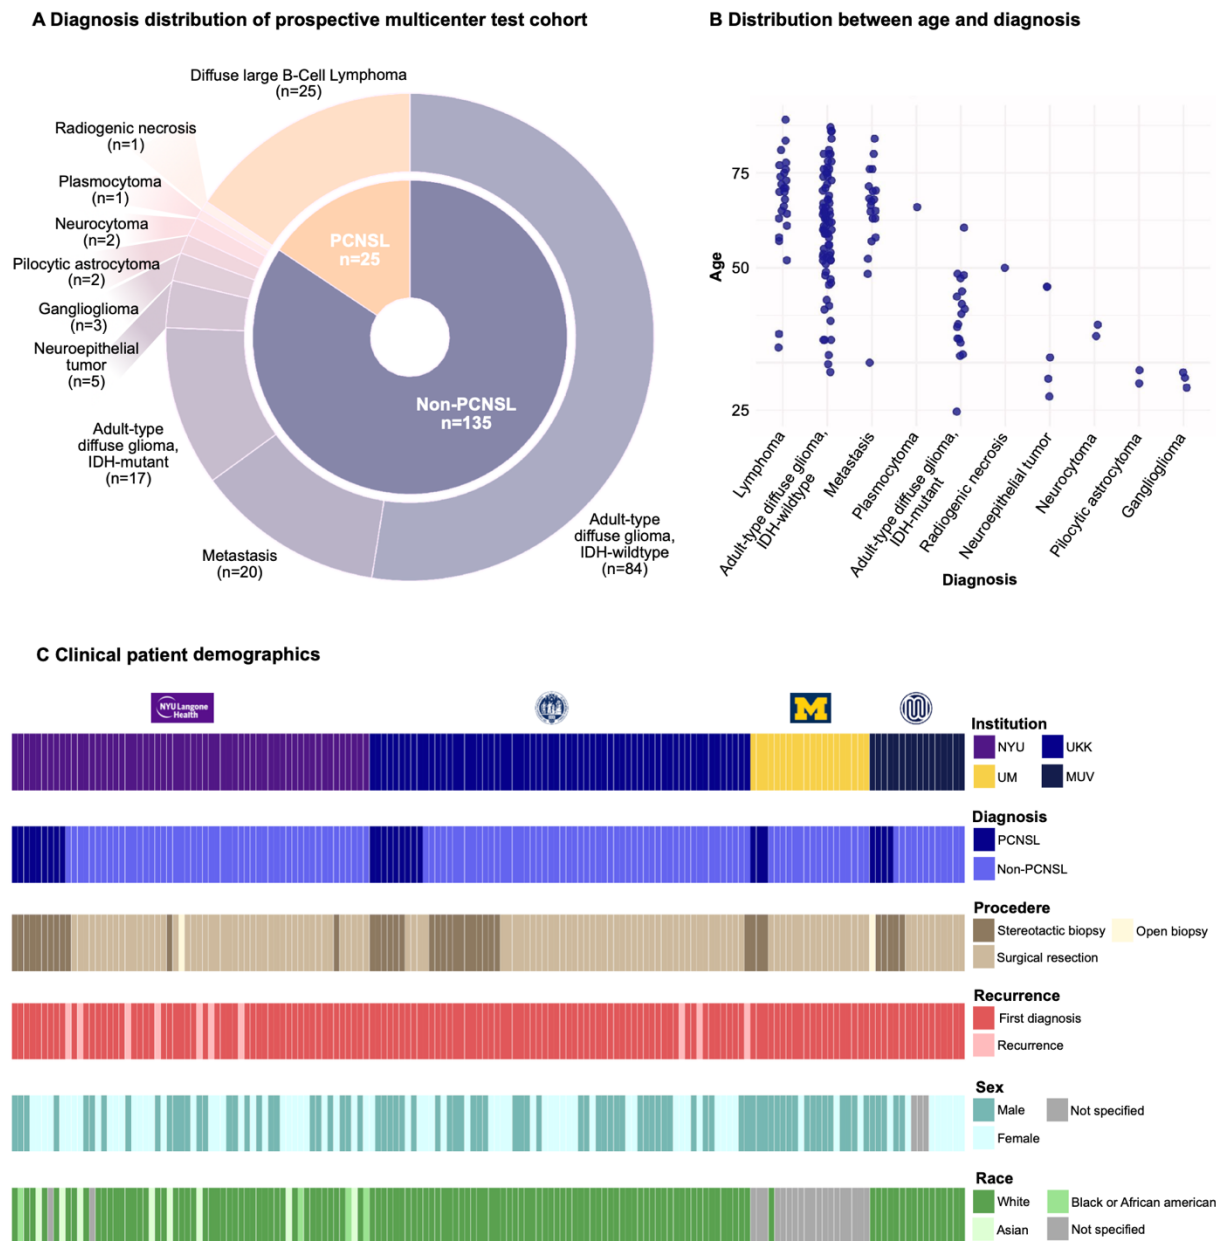 A Diagnosis distribution of prospective multicenter test cohort
Diffuse large B-Cell Lymphoma
(n=25)
Radiogenic necrosis
(n=1)
Plasmocytoma
(n=1)
Neurocytoma
(n=2)
Pilocytic astrocytoma
(n=2)
Ganglioglioma
(n=3)
Neuroepithelial
tumor
(n=5)
Adult-type
diffuse glioma,
IDH-mutant
(n=17)
Metastasis
(n=20)
Adult-type
diffuse glioma,
IDH-wildtype
(n=84)
PCNSL
n=25
Non-PCNSL
n=135
B Distribution between age and diagnosis
Age
75
50
25
Lymphoma
Adult-type diffuse glioma,
IDH-wildtype
Metastasis
Plasmocytoma
Adult-type diffuse glioma,
IDH-mutant
Radiogenic necrosis
Neuroepithelial tumor
Neurocytoma
Pilocytic astrocytoma
Ganglioglioma
Diagnosis
C Clinical patient demographics
NYU Langone
Health
M
Institution
NYU
UKK
UM
MUV
Diagnosis
PCNSL
Non-PCNSL
Procedere
Stereotactic biopsy
Open biopsy
Surgical resection
Recurrence
First diagnosis
Recurrence
Sex
Male
Not specified
Female
Race
White
Black or African american
Asian
Not specified